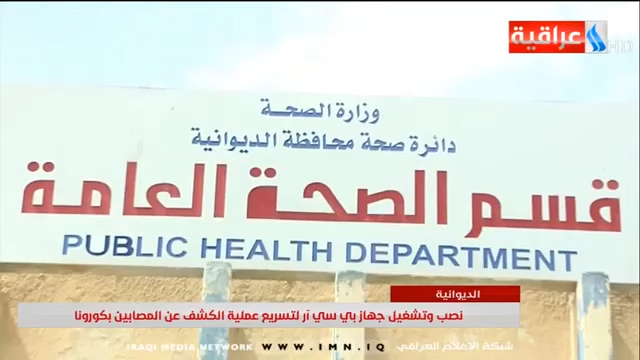 عراقية
HD
وزارة الصحة
دائرة صحة محافظة الديوانية
قسم الصحة العامة
PUBLIC HEALTH DEPARTMENT
الديوانية
نصب وتشغيل جهاز بي سي آر لتسريع عملية الكشف عن المصابين بكورونا
IRAQI MEDIA NETWORK WWW.IMN.IQ شبكة الاعلام العراقي